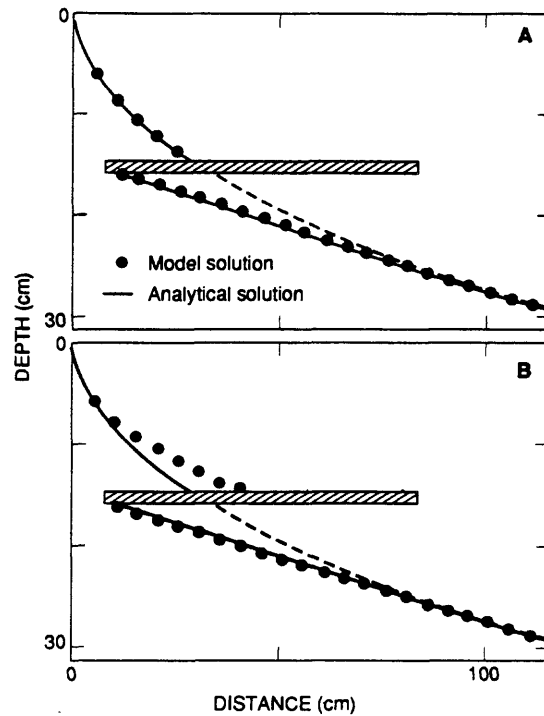 0
A
Model solution
Analytical solution
30
DEPTH (cm)
0
B
30
0
100
DISTANCE (cm)